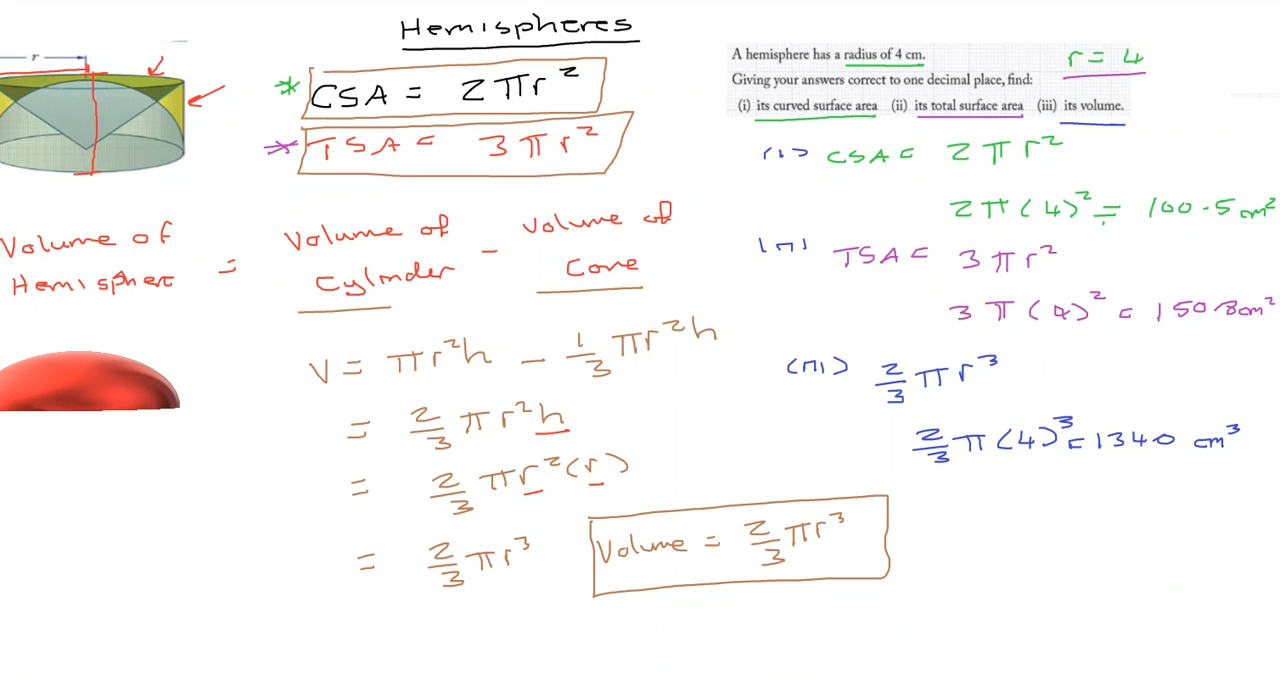 Hemispheres
r
* CSA = 2πr²
* TSA = 3πr²
Volume of Hemisphere = Volume of Cylinder - Volume of Cone
V = πr²h - 1/3 πr²h
= 2/3 πr²h
= 2/3 πr²(r)
= 2/3 πr³
Volume = 2/3 πr³
A hemisphere has a radius of 4 cm.
r = 4
Giving your answers correct to one decimal place, find:
(i) its curved surface area (ii) its total surface area (iii) its volume.
(i) CSA = 2πr²
2π(4)² = 100.5 cm²
(ii) TSA = 3πr²
3π(4)² = 150.8 cm²
(iii) 2/3 πr³
2/3 π(4)³ = 134.0 cm³